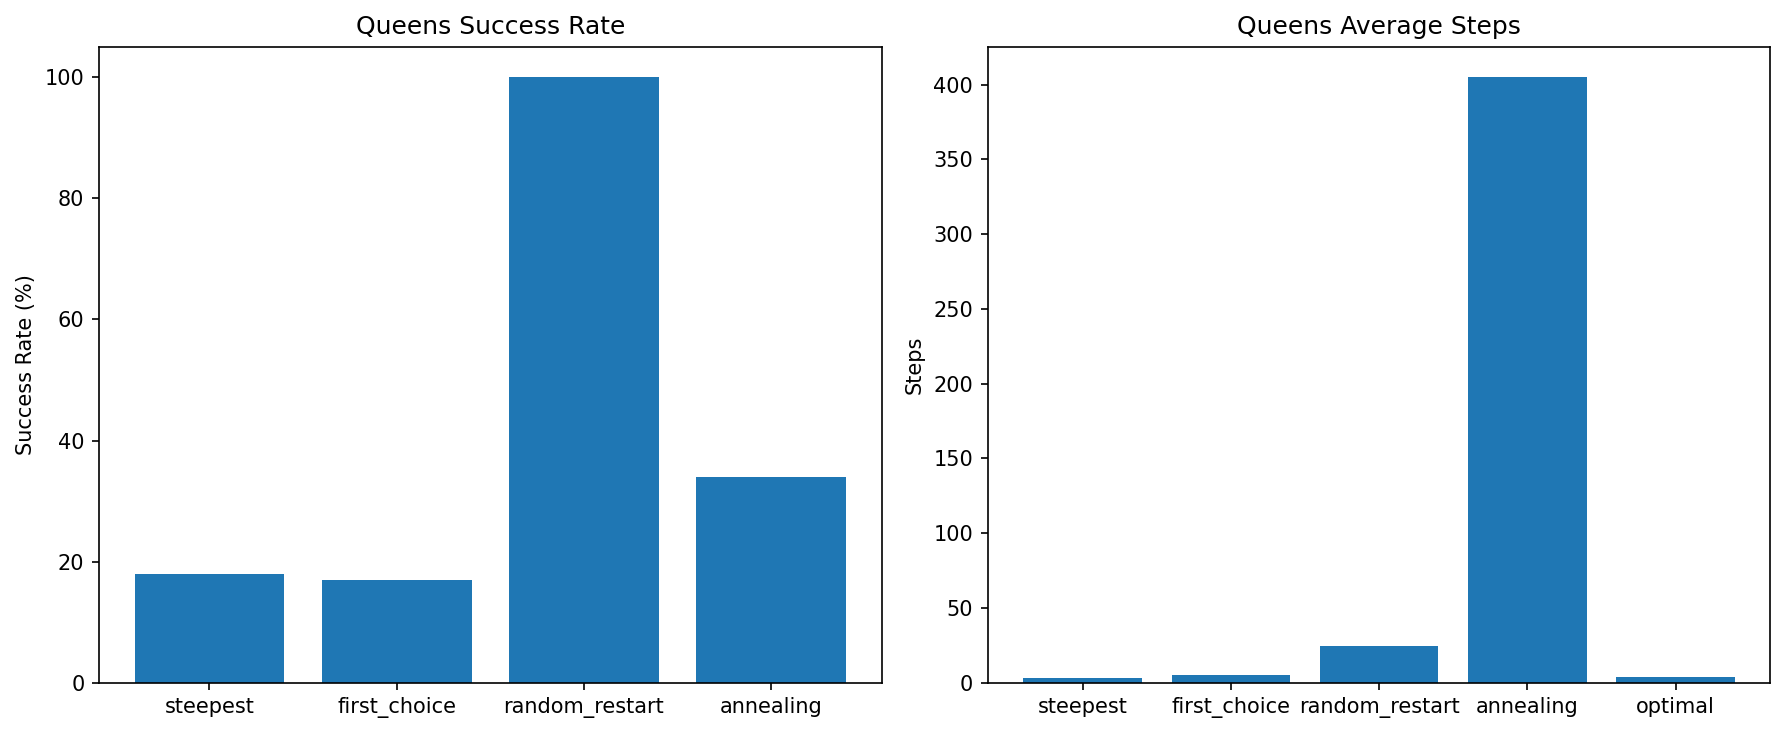 Queens Success Rate
Success Rate (%)
100
80
60
40
20
0
steepest first_choice random_restart annealing
Queens Average Steps
Steps
400
350
300
250
200
150
100
50
0
steepest first_choice random_restart annealing optimal